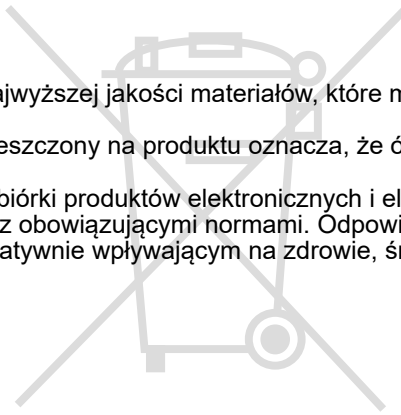 ajwyższej jakości materiałów, które m
eszczony na produktu oznacza, że ó
biórki produktów elektronicznych i el
z obowiązującymi normami. Odpowi
atywnie wpływającym na zdrowie, śr